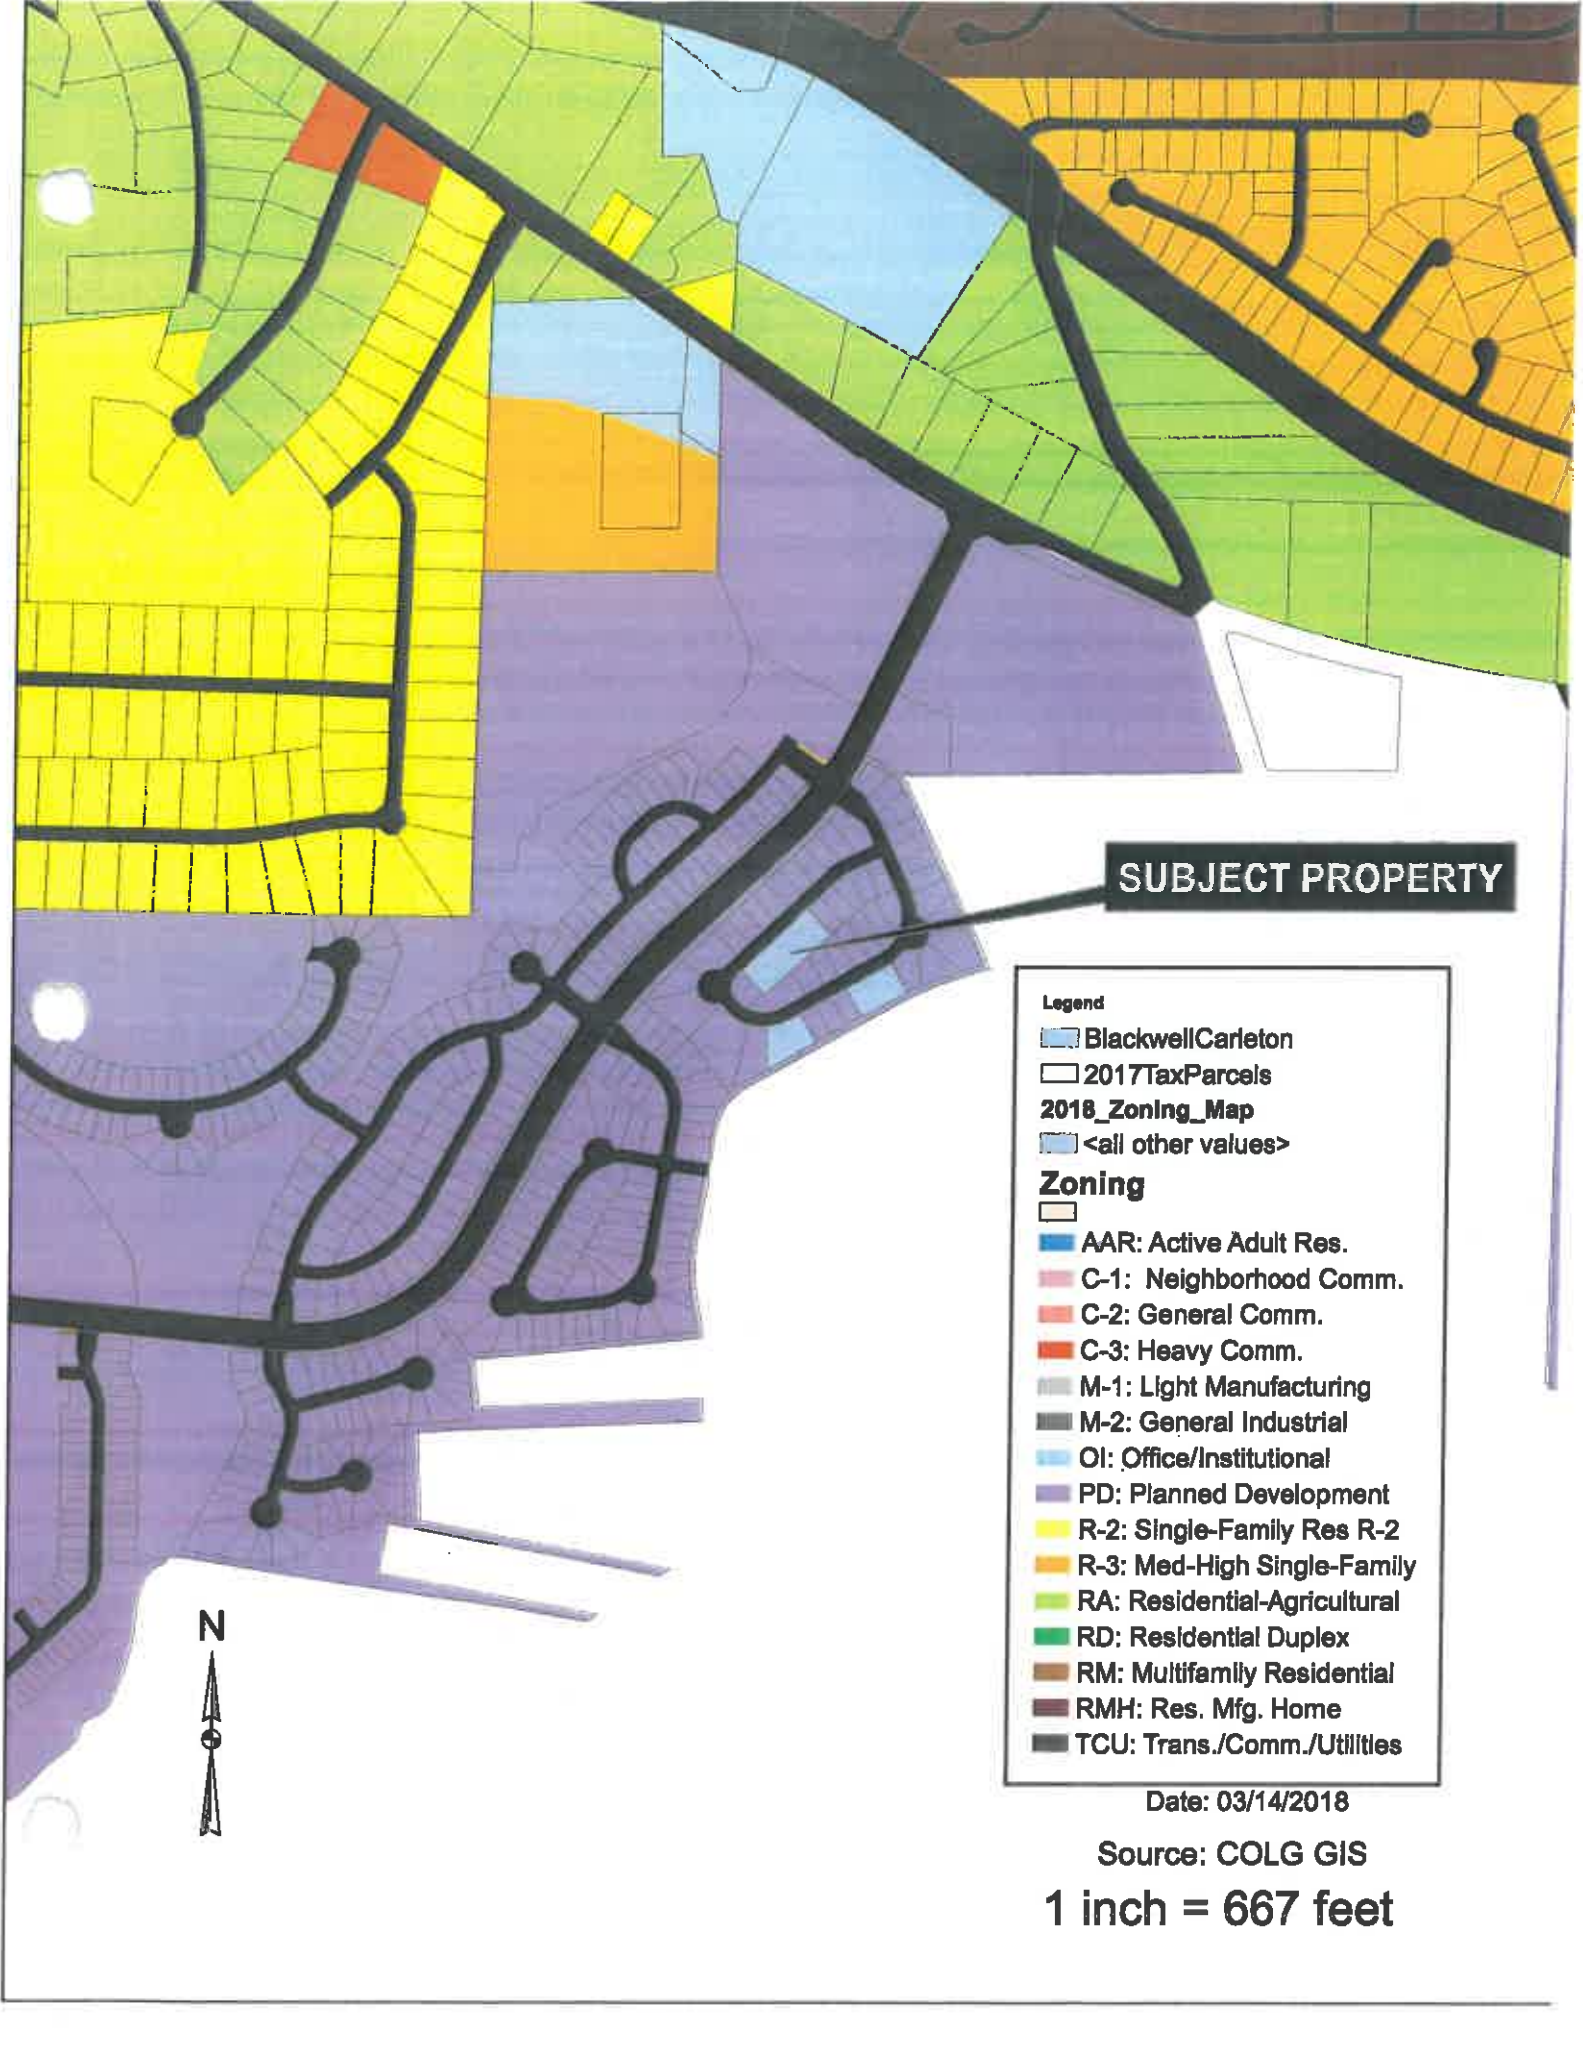 SUBJECT PROPERTY
Legend
BlackwellCarleton
2017TaxParcels
2018_Zoning_Map
<all other values>
Zoning
AAR: Active Adult Res.
C-1: Neighborhood Comm.
C-2: General Comm.
C-3: Heavy Comm.
M-1: Light Manufacturing
M-2: General Industrial
OI: Office/Institutional
PD: Planned Development
R-2: Single-Family Res R-2
R-3: Med-High Single-Family
RA: Residential-Agricultural
RD: Residential Duplex
RM: Multifamily Residential
RMH: Res. Mfg. Home
TCU: Trans./Comm./Utilities
N
Date: 03/14/2018
Source: COLG GIS
1 inch = 667 feet